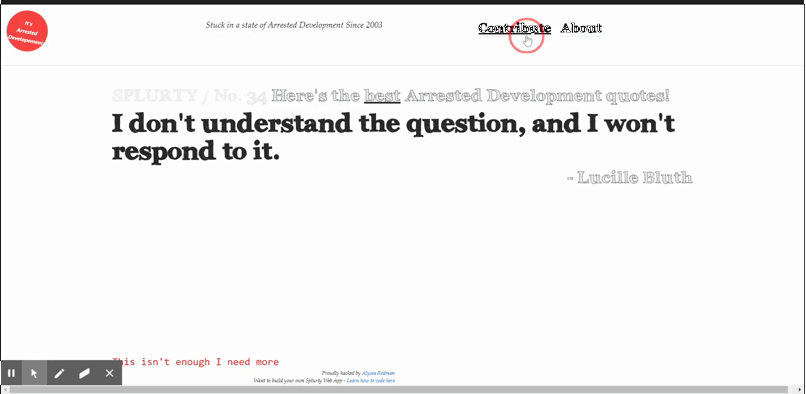 It's
Arrested
Developement
Stuck in a state of Arrested Development Since 2003
Contribute About
SPLURTY / No. 34 Here's the best Arrested Development quotes!
I don't understand the question, and I won't
respond to it.
- Lucille Bluth
This isn't enough I need more
Proudly hacked by Alyssa Redman
Want to build your own Splurty Web App - Learn how to code here